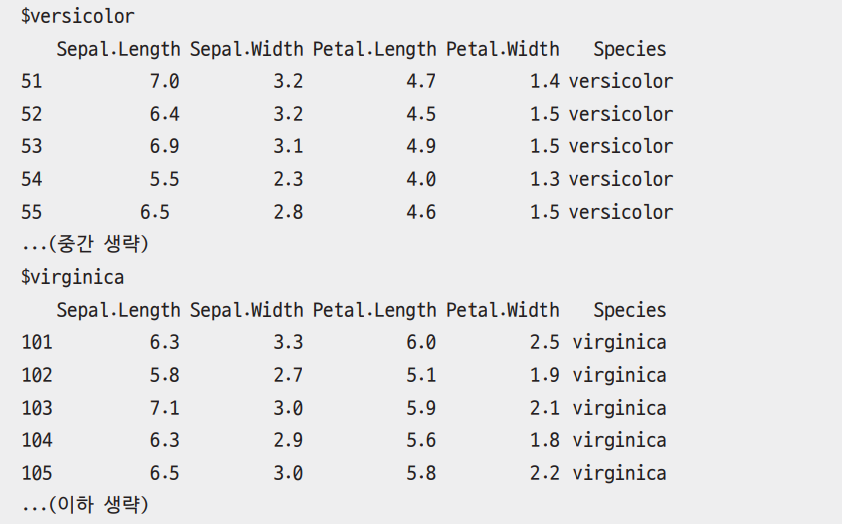 $versicolor
Sepal.Length Sepal.Width Petal.Length Petal.Width Species
51 7.0 3.2 4.7 1.4 versicolor
52 6.4 3.2 4.5 1.5 versicolor
53 6.9 3.1 4.9 1.5 versicolor
54 5.5 2.3 4.0 1.3 versicolor
55 6.5 2.8 4.6 1.5 versicolor
...(중간 생략)
$virginica
Sepal.Length Sepal.Width Petal.Length Petal.Width Species
101 6.3 3.3 6.0 2.5 virginica
102 5.8 2.7 5.1 1.9 virginica
103 7.1 3.0 5.9 2.1 virginica
104 6.3 2.9 5.6 1.8 virginica
105 6.5 3.0 5.8 2.2 virginica
...(이하 생략)